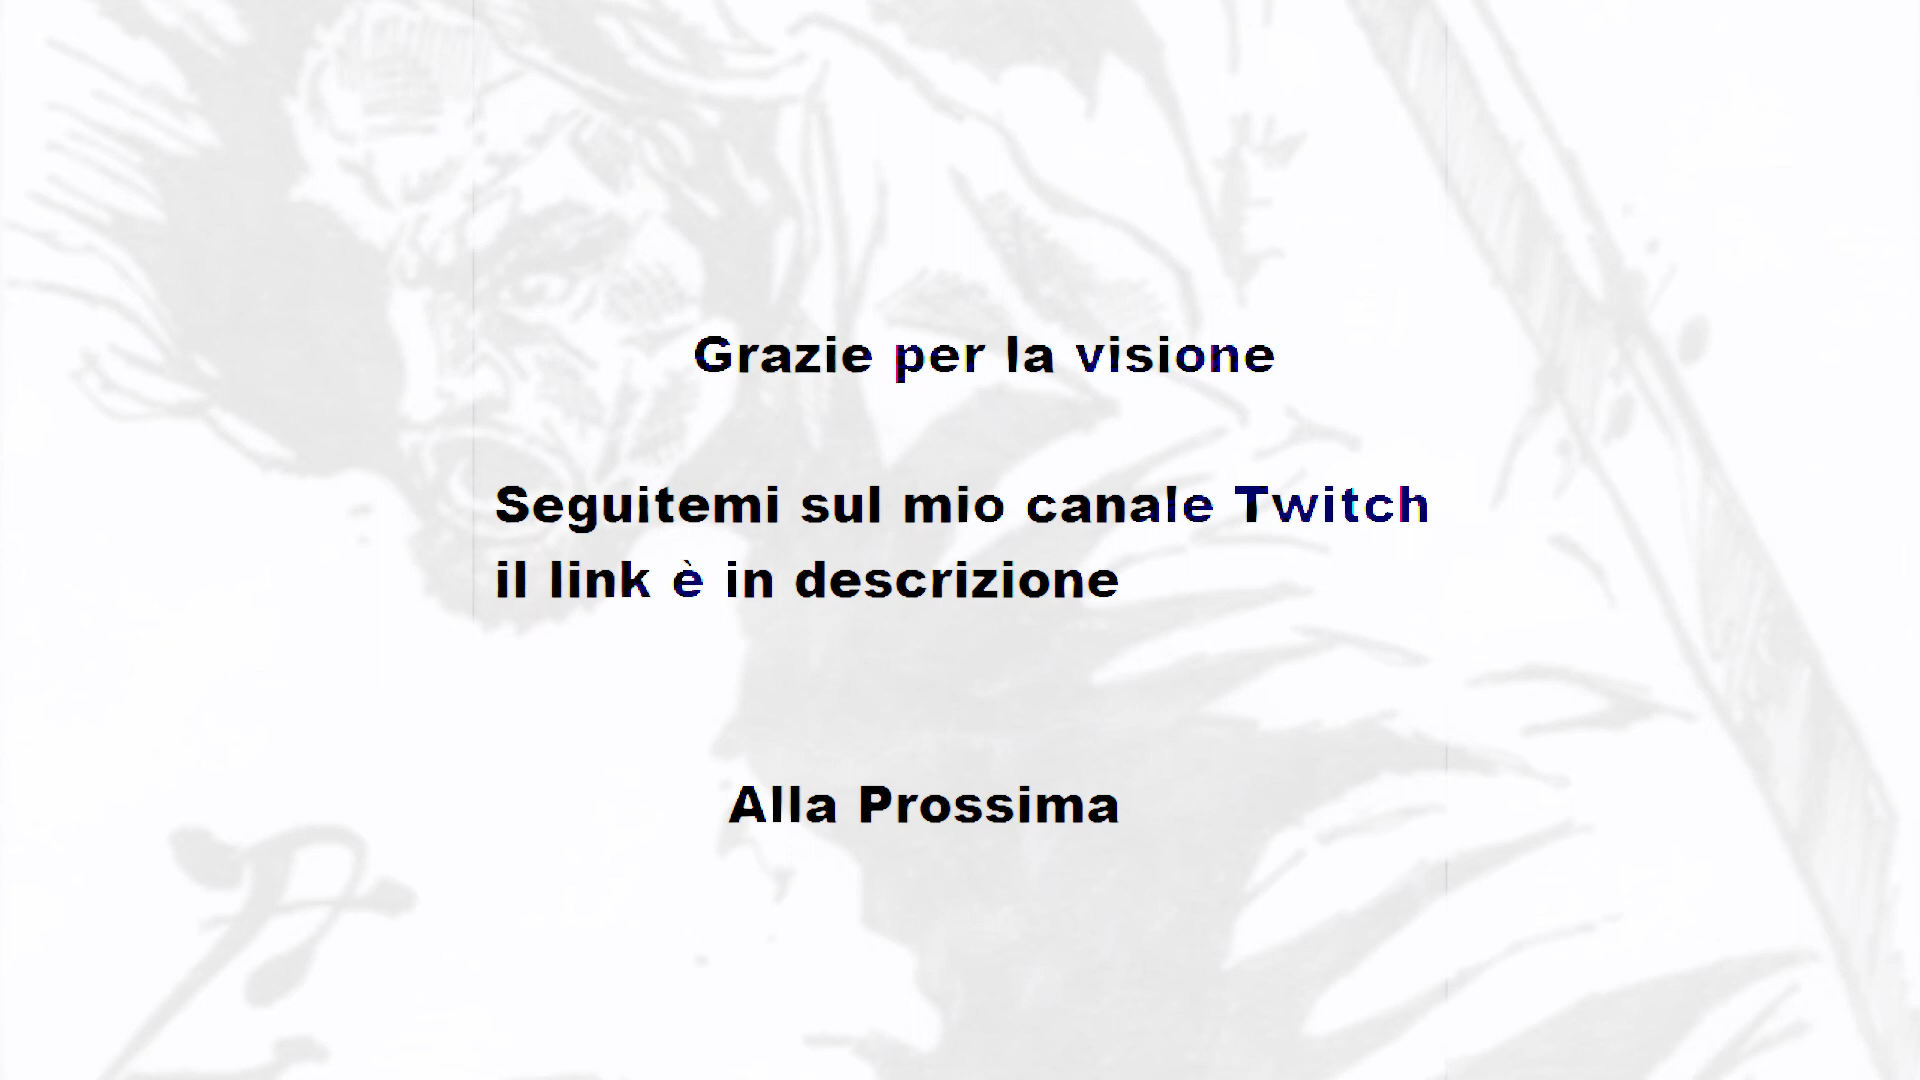 Grazie per la visione
Seguitemi sul mio canale Twitch
il link è in descrizione
Alla Prossima